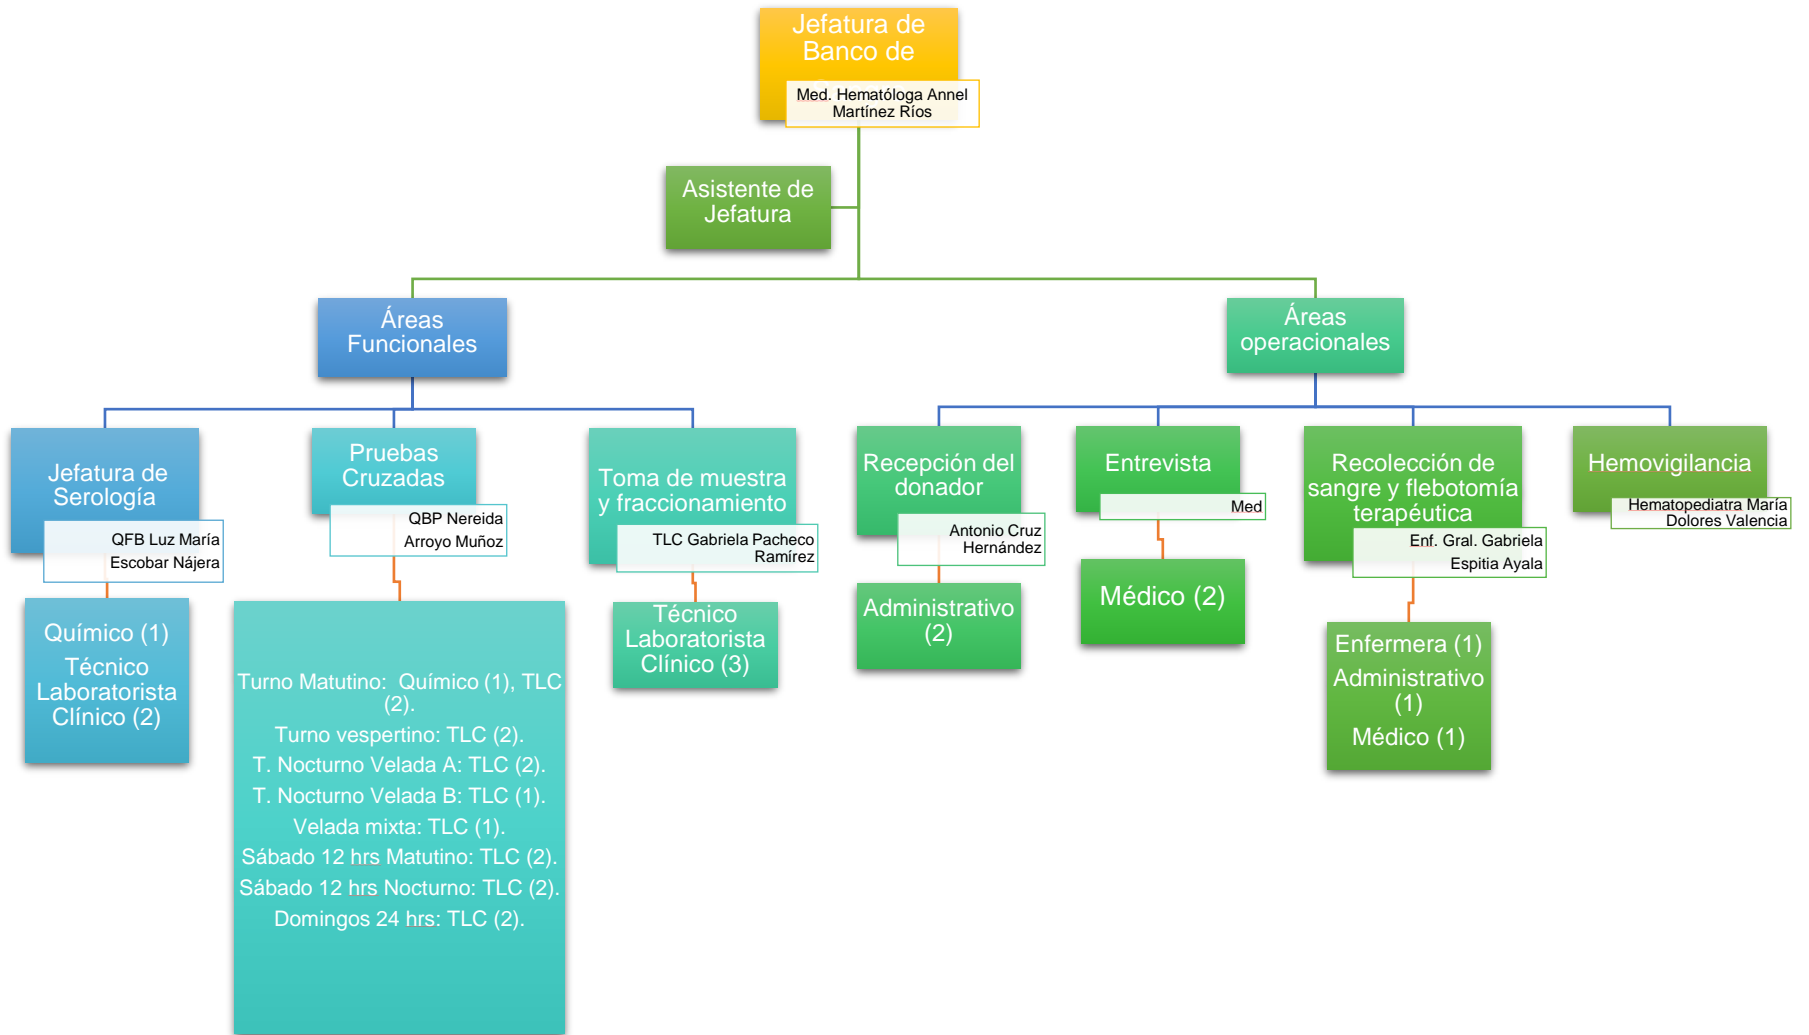 Jefatura de
Banco de
Med. Hematóloga Annel
Martínez Ríos
Asistente de
Jefatura
Áreas
Funcionales
Áreas
operacionales
Jefatura de
Serología
QFB Luz María
Escobar Nájera
Químico (1)
Técnico
Laboratorista
Clínico (2)
Pruebas
Cruzadas
QBP Nereida
Arroyo Muñoz
Turno Matutino:  Químico (1), TLC
(2).
Turno vespertino: TLC (2).
T. Nocturno Velada A: TLC (2).
T. Nocturno Velada B: TLC (1).
Velada mixta: TLC (1).
Sábado 12 hrs Matutino: TLC (2).
Sábado 12 hrs Nocturno: TLC (2).
Domingos 24 hrs: TLC (2).
Toma de muestra
y fraccionamiento
TLC Gabriela Pacheco
Ramírez
Técnico
Laboratorista
Clínico (3)
Recepción del
donador
Antonio Cruz
Hernández
Administrativo
(2)
Entrevista
Med
Médico (2)
Recolección de
sangre y flebotomía
terapéutica
Enf. Gral. Gabriela
Espitia Ayala
Enfermera (1)
Administrativo
(1)
Médico (1)
Hemovigilancia
Hematopediatra María
Dolores Valencia